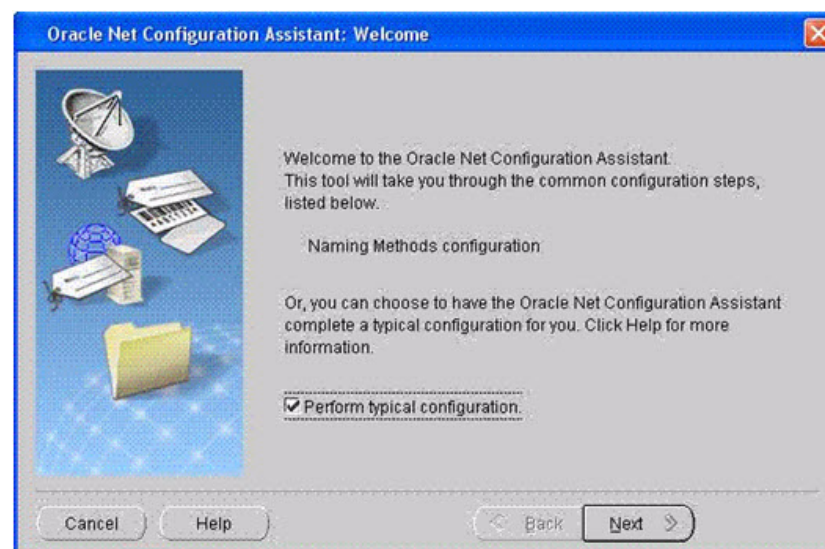 Oracle Net Configuration Assistant: Welcome
Welcome to the Oracle Net Configuration Assistant.
This tool will take you through the common configuration steps,
listed below.
Naming Methods configuration
Or, you can choose to have the Oracle Net Configuration Assistant
complete a typical configuration for you. Click Help for more
information.
Perform typical configuration.
Cancel
Help
Back
Next